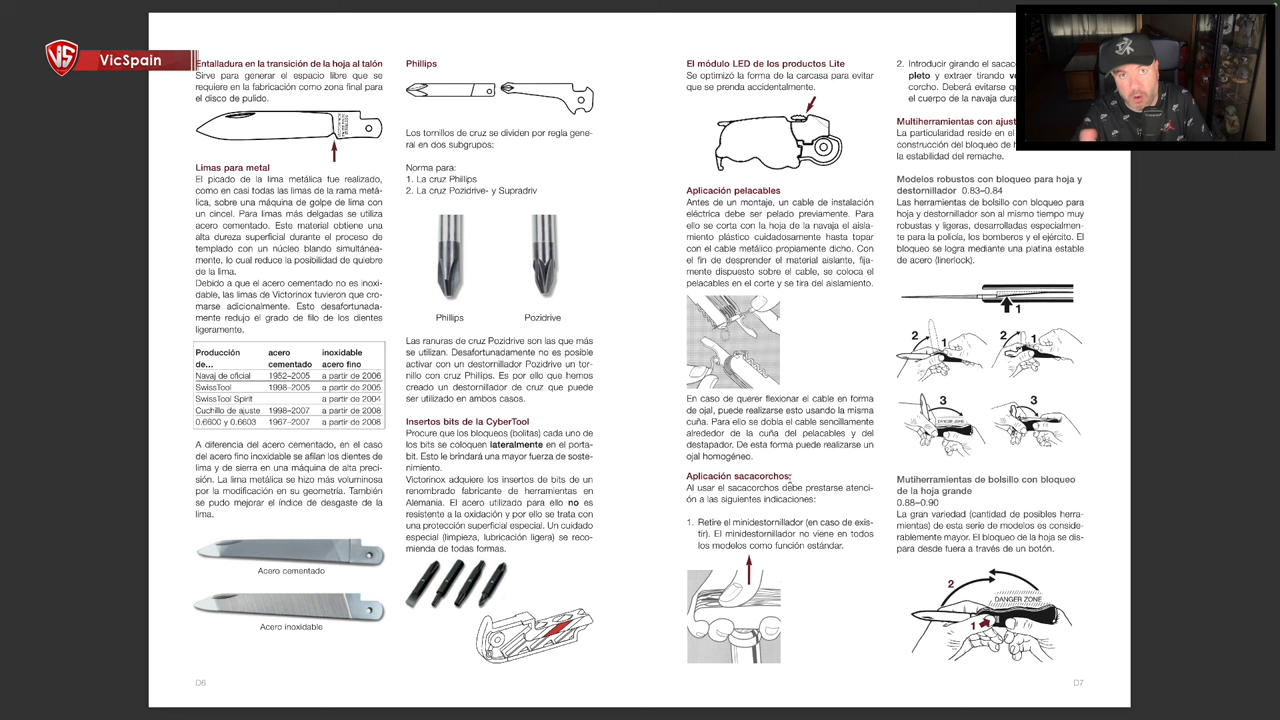 VS
VicSpain
Entalladura en la transición de la hoja al talón
Sirve para generar el espacio libre que se
requiere en la fabricación como zona final para
el disco de pulido.
Limas para metal
El picado de la lima metálica fue realizado,
como en casi todas las limas de la rama metá-
lica, sobre una máquina de golpe de lima con
un cincel. Para limas más delgadas se utiliza
acero cementado. Este material obtiene una
alta dureza superficial durante el proceso de
templado con un núcleo blando simultánea-
mente, lo cual reduce la posibilidad de quiebre
de la lima.
Debido a que el acero cementado no es inoxi-
dable, las limas de Victorinox tuvieron que cro-
marse adicionalmente. Esto desafortunada-
mente redujo el grado de filo de los dientes
ligeramente.
Producción acero inoxidable
de... cementado acero fino
Navaj de oficial 1952–2005 a partir de 2006
SwissTool 1998–2005 a partir de 2005
SwissTool Spirit a partir de 2004
Cuchillo de ajuste 1998–2007 a partir de 2008
0.6600 y 0.6603 1967–2007 a partir de 2008
A diferencia del acero cementado, en el caso
del acero fino inoxidable se afilan los dientes de
lima y de sierra en una máquina de alta preci-
sión. La lima metálica se hizo más voluminosa
por la modificación en su geometría. También
se pudo mejorar el índice de desgaste de la
lima.
Acero cementado
Acero inoxidable
D6
Phillips
Los tornillos de cruz se dividen por regla gene-
ral en dos subgrupos:
Norma para:
1. La cruz Phillips
2. La cruz Pozidrive- y Supradriv
Phillips Pozidrive
Las ranuras de cruz Pozidrive son las que más
se utilizan. Desafortunadamente no es posible
activar con un destornillador Pozidrive un tor-
nillo con cruz Phillips. Es por ello que hemos
creado un destornillador de cruz que puede
ser utilizado en ambos casos.
Insertos bits de la CyberTool
Procure que los bloqueos (bolitas) cada uno de
los bits se coloquen lateralmente en el porta-
bit. Esto le brindará una mayor fuerza de soste-
nimiento.
Victorinox adquiere los insertos de bits de un
renombrado fabricante de herramientas en
Alemania. El acero utilizado para ello no es
resistente a la oxidación y por ello se trata con
una protección superficial especial. Un cuidado
especial (limpieza, lubricación ligera) se reco-
mienda de todas formas.
El módulo LED de los productos Lite
Se optimizó la forma de la carcasa para evitar
que se prenda accidentalmente.
Aplicación pelacables
Antes de un montaje, un cable de instalación
eléctrica debe ser pelado previamente. Para
ello se corta con la hoja de la navaja el aisla-
miento plástico cuidadosamente hasta topar
con el cable metálico propiamente dicho. Con
el fin de desprender el material aislante, fija-
mente dispuesto sobre el cable, se coloca el
pelacables en el corte y se tira del aislamiento.
En caso de querer flexionar el cable en forma
de ojal, puede realizarse esto usando la misma
cuña. Para ello se dobla el cable sencillamente
alrededor de la cuña del pelacables y del
destapador. De esta forma puede realizarse un
ojal homogéneo.
Aplicación sacacorchos:
Al usar el sacacorchos debe prestarse atenci-
ón a las siguientes indicaciones:
1. Retire el minidestornillador (en caso de exis-
tir). El minidestornillador no viene en todos
los modelos como función estándar.
2. Introducir girando el sacaco
pleto y extraer tirando
corcho. Deberá evitarse
el cuerpo de la navaja
Multiherramientas con
La particularidad reside en el
construcción del bloqueo de
la estabilidad del remache.
Modelos robustos con bloqueo para hoja y
destornillador 0.83–0.84
Las herramientas de bolsillo con bloqueo para
hoja y destornillador son al mismo tiempo muy
robustas y ligeras, desarrolladas especialmen-
te para la policía, los bomberos y el ejército. El
bloqueo se logra mediante una platina estable
de acero (linerlock).
1
2 1 2 1
3 3
DANGER ZONE
Multiherramientas de bolsillo con bloqueo
de la hoja grande
0.88–0.90
La gran variedad (cantidad de posibles herra-
mientas) de esta serie de modelos es conside-
rablemente mayor. El bloqueo de la hoja se dis-
para desde fuera a través de un botón.
2
DANGER ZONE
1
D7